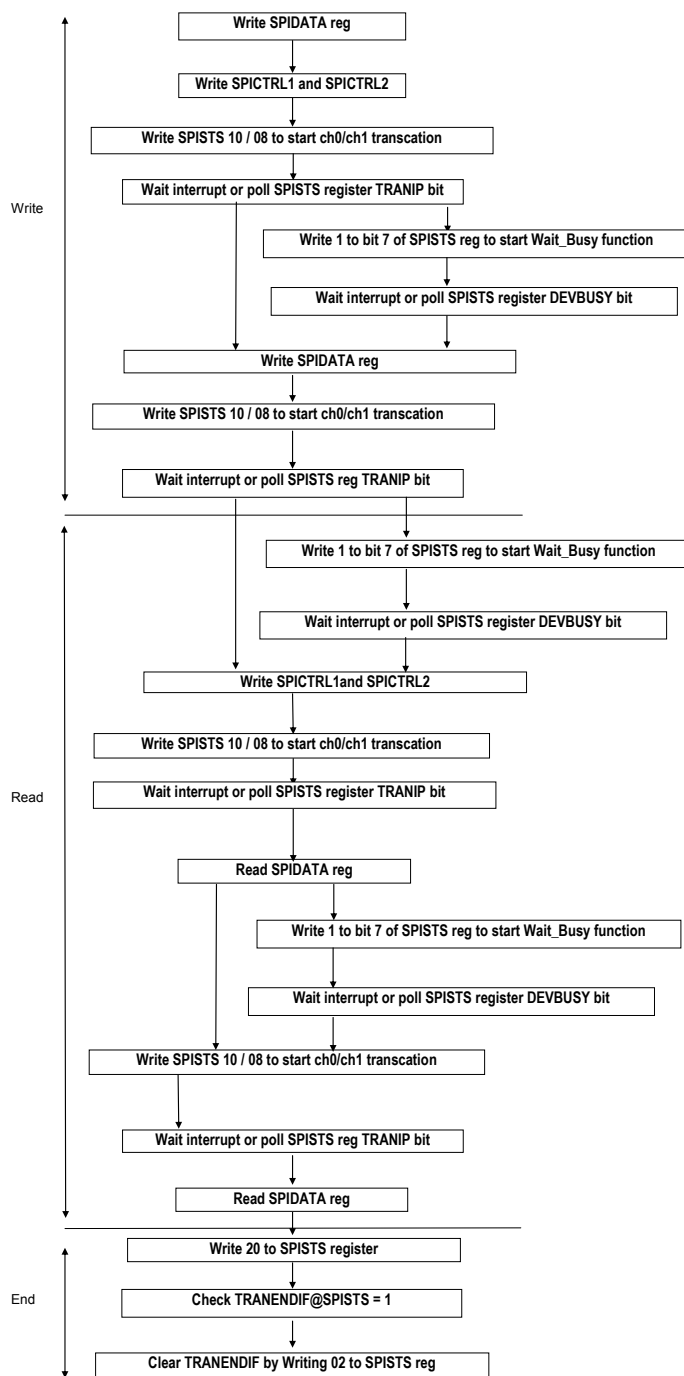 Write SPIDATA reg
Write SPICTRL1 and SPICTRL2
Write SPISTS 10 / 08 to start ch0/ch1 transcation
Wait interrupt or poll SPISTS register TRANIP bit
Write
Write 1 to bit 7 of SPISTS reg to start Wait_Busy function
Wait interrupt or poll SPISTS register DEVBUSY bit
Write SPIDATA reg
Write SPISTS 10 / 08 to start ch0/ch1 transcation
Wait interrupt or poll SPISTS reg TRANIP bit
Write 1 to bit 7 of SPISTS reg to start Wait_Busy function
Wait interrupt or poll SPISTS register DEVBUSY bit
Write SPICTRL1and SPICTRL2
Write SPISTS 10 / 08 to start ch0/ch1 transcation
Wait interrupt or poll SPISTS register TRANIP bit
Read
Read SPIDATA reg
Write 1 to bit 7 of SPISTS reg to start Wait_Busy function
Wait interrupt or poll SPISTS register DEVBUSY bit
Write SPISTS 10 / 08 to start ch0/ch1 transcation
Wait interrupt or poll SPISTS reg TRANIP bit
Read SPIDATA reg
Write 20 to SPISTS register
End
Check TRANENDIF@SPISTS = 1
Clear TRANENDIF by Writing 02 to SPISTS reg